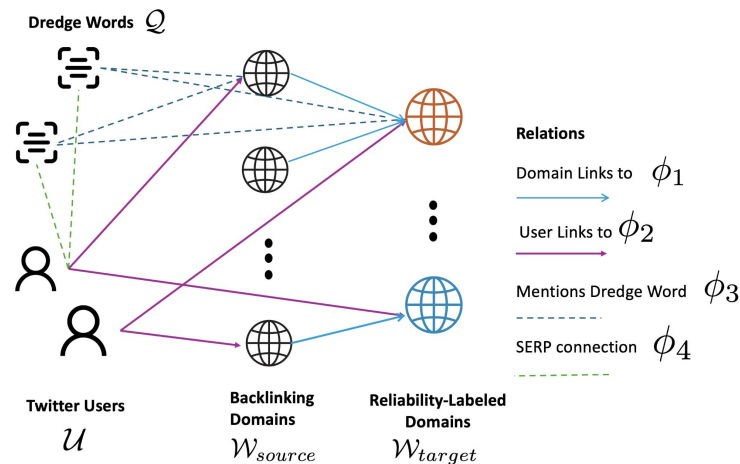 Dredge Words 𝒬
Relations
Domain Links to ϕ₁
User Links to ϕ₂
Mentions Dredge Word ϕ₃
SERP connection ϕ₄
Twitter Users
𝒰
Backlinking
Domains
𝒲source
Reliability-Labeled
Domains
𝒲target